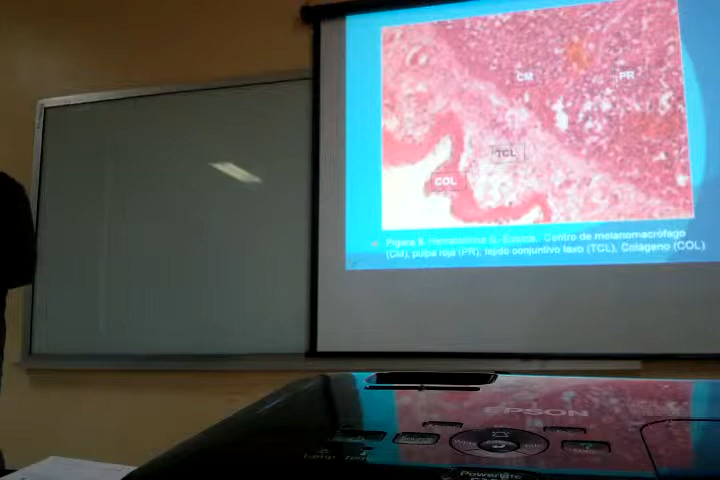 CM
PR
TCL
COL
Figura 5. Hematoxilina y Eosina. Centro de melanomacrófago
(CM), pulpa roja (PR), tejido conjuntivo laxo (TCL), Colágeno (COL)
EPSON